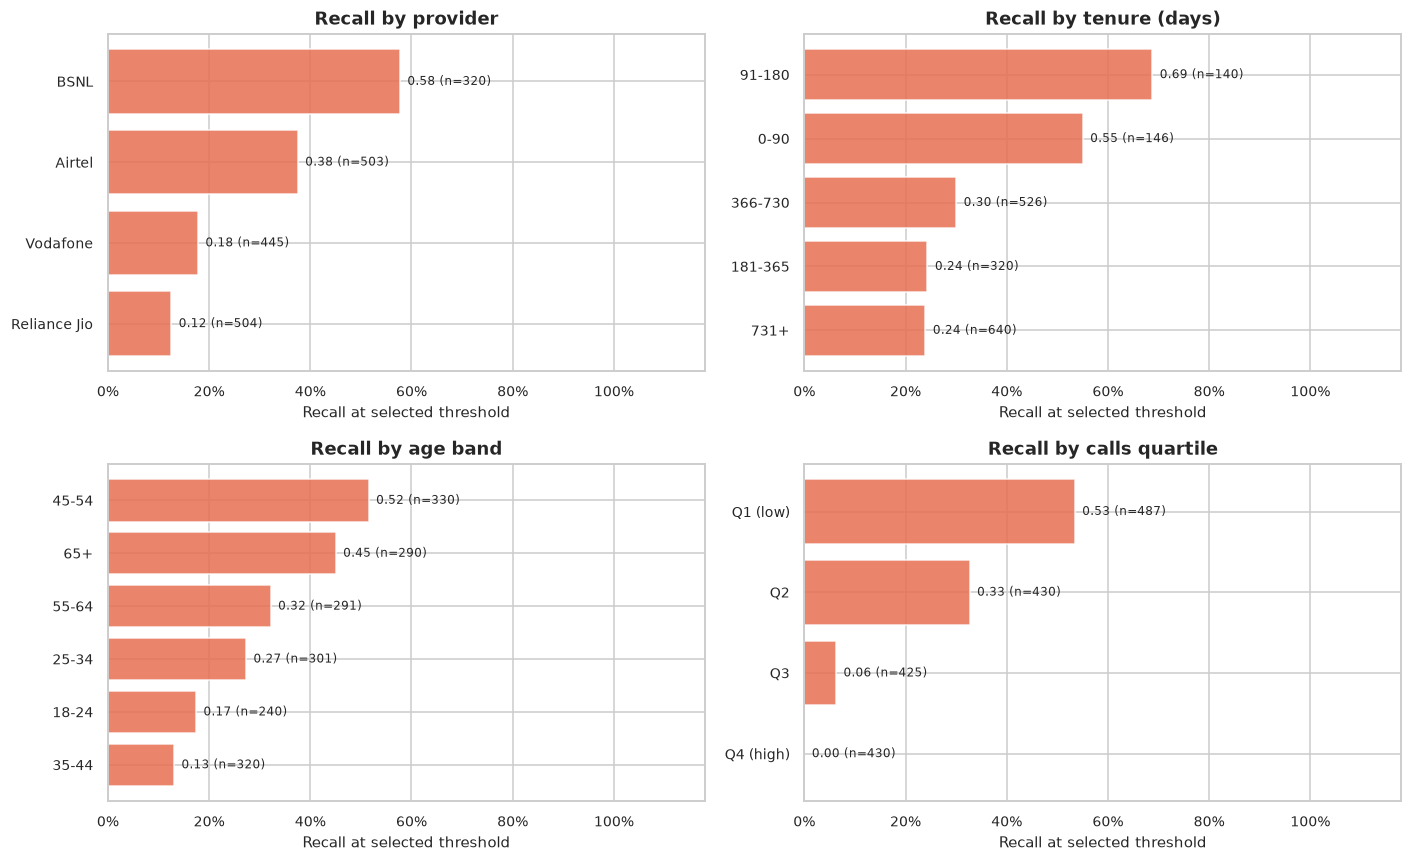 Recall by provider
BSNL
0.58 (n=320)
Airtel
0.38 (n=503)
Vodafone
0.18 (n=445)
Reliance Jio
0.12 (n=504)
0% 20% 40% 60% 80% 100%
Recall at selected threshold
Recall by tenure (days)
91-180
0.69 (n=140)
0-90
0.55 (n=146)
366-730
0.30 (n=526)
181-365
0.24 (n=320)
731+
0.24 (n=640)
0% 20% 40% 60% 80% 100%
Recall at selected threshold
Recall by age band
45-54
0.52 (n=330)
65+
0.45 (n=290)
55-64
0.32 (n=291)
25-34
0.27 (n=301)
18-24
0.17 (n=240)
35-44
0.13 (n=320)
0% 20% 40% 60% 80% 100%
Recall at selected threshold
Recall by calls quartile
Q1 (low)
0.53 (n=487)
Q2
0.33 (n=430)
Q3
0.06 (n=425)
Q4 (high)
0.00 (n=430)
0% 20% 40% 60% 80% 100%
Recall at selected threshold